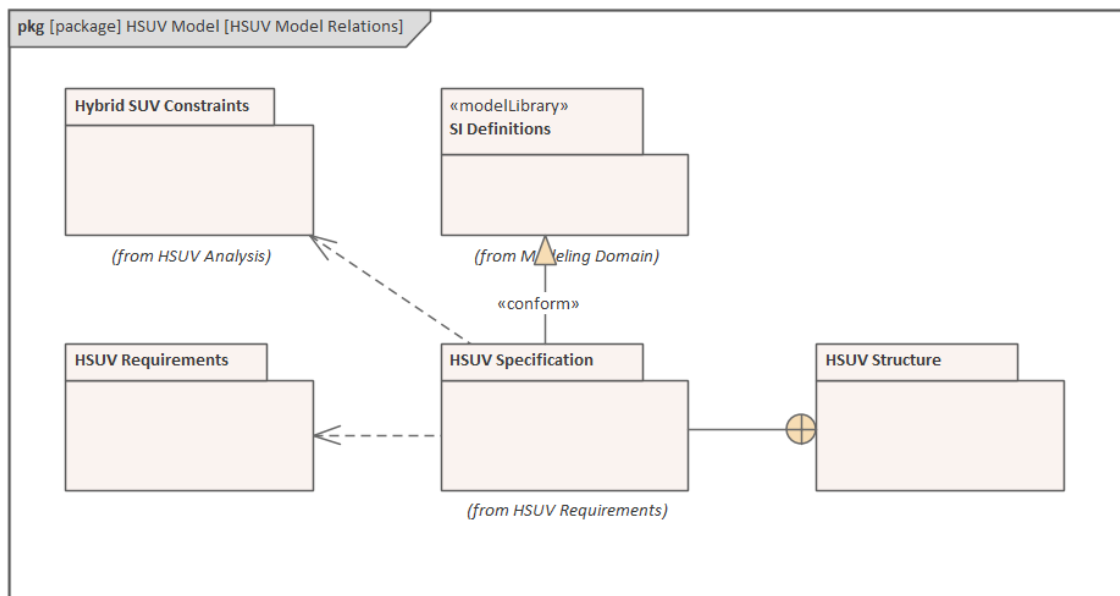 pkg [package] HSUV Model [HSUV Model Relations]
Hybrid SUV Constraints
«modelLibrary»
SI Definitions
(from HSUV Analysis)
(from Modeling Domain)
«conform»
HSUV Requirements
HSUV Specification
HSUV Structure
(from HSUV Requirements)